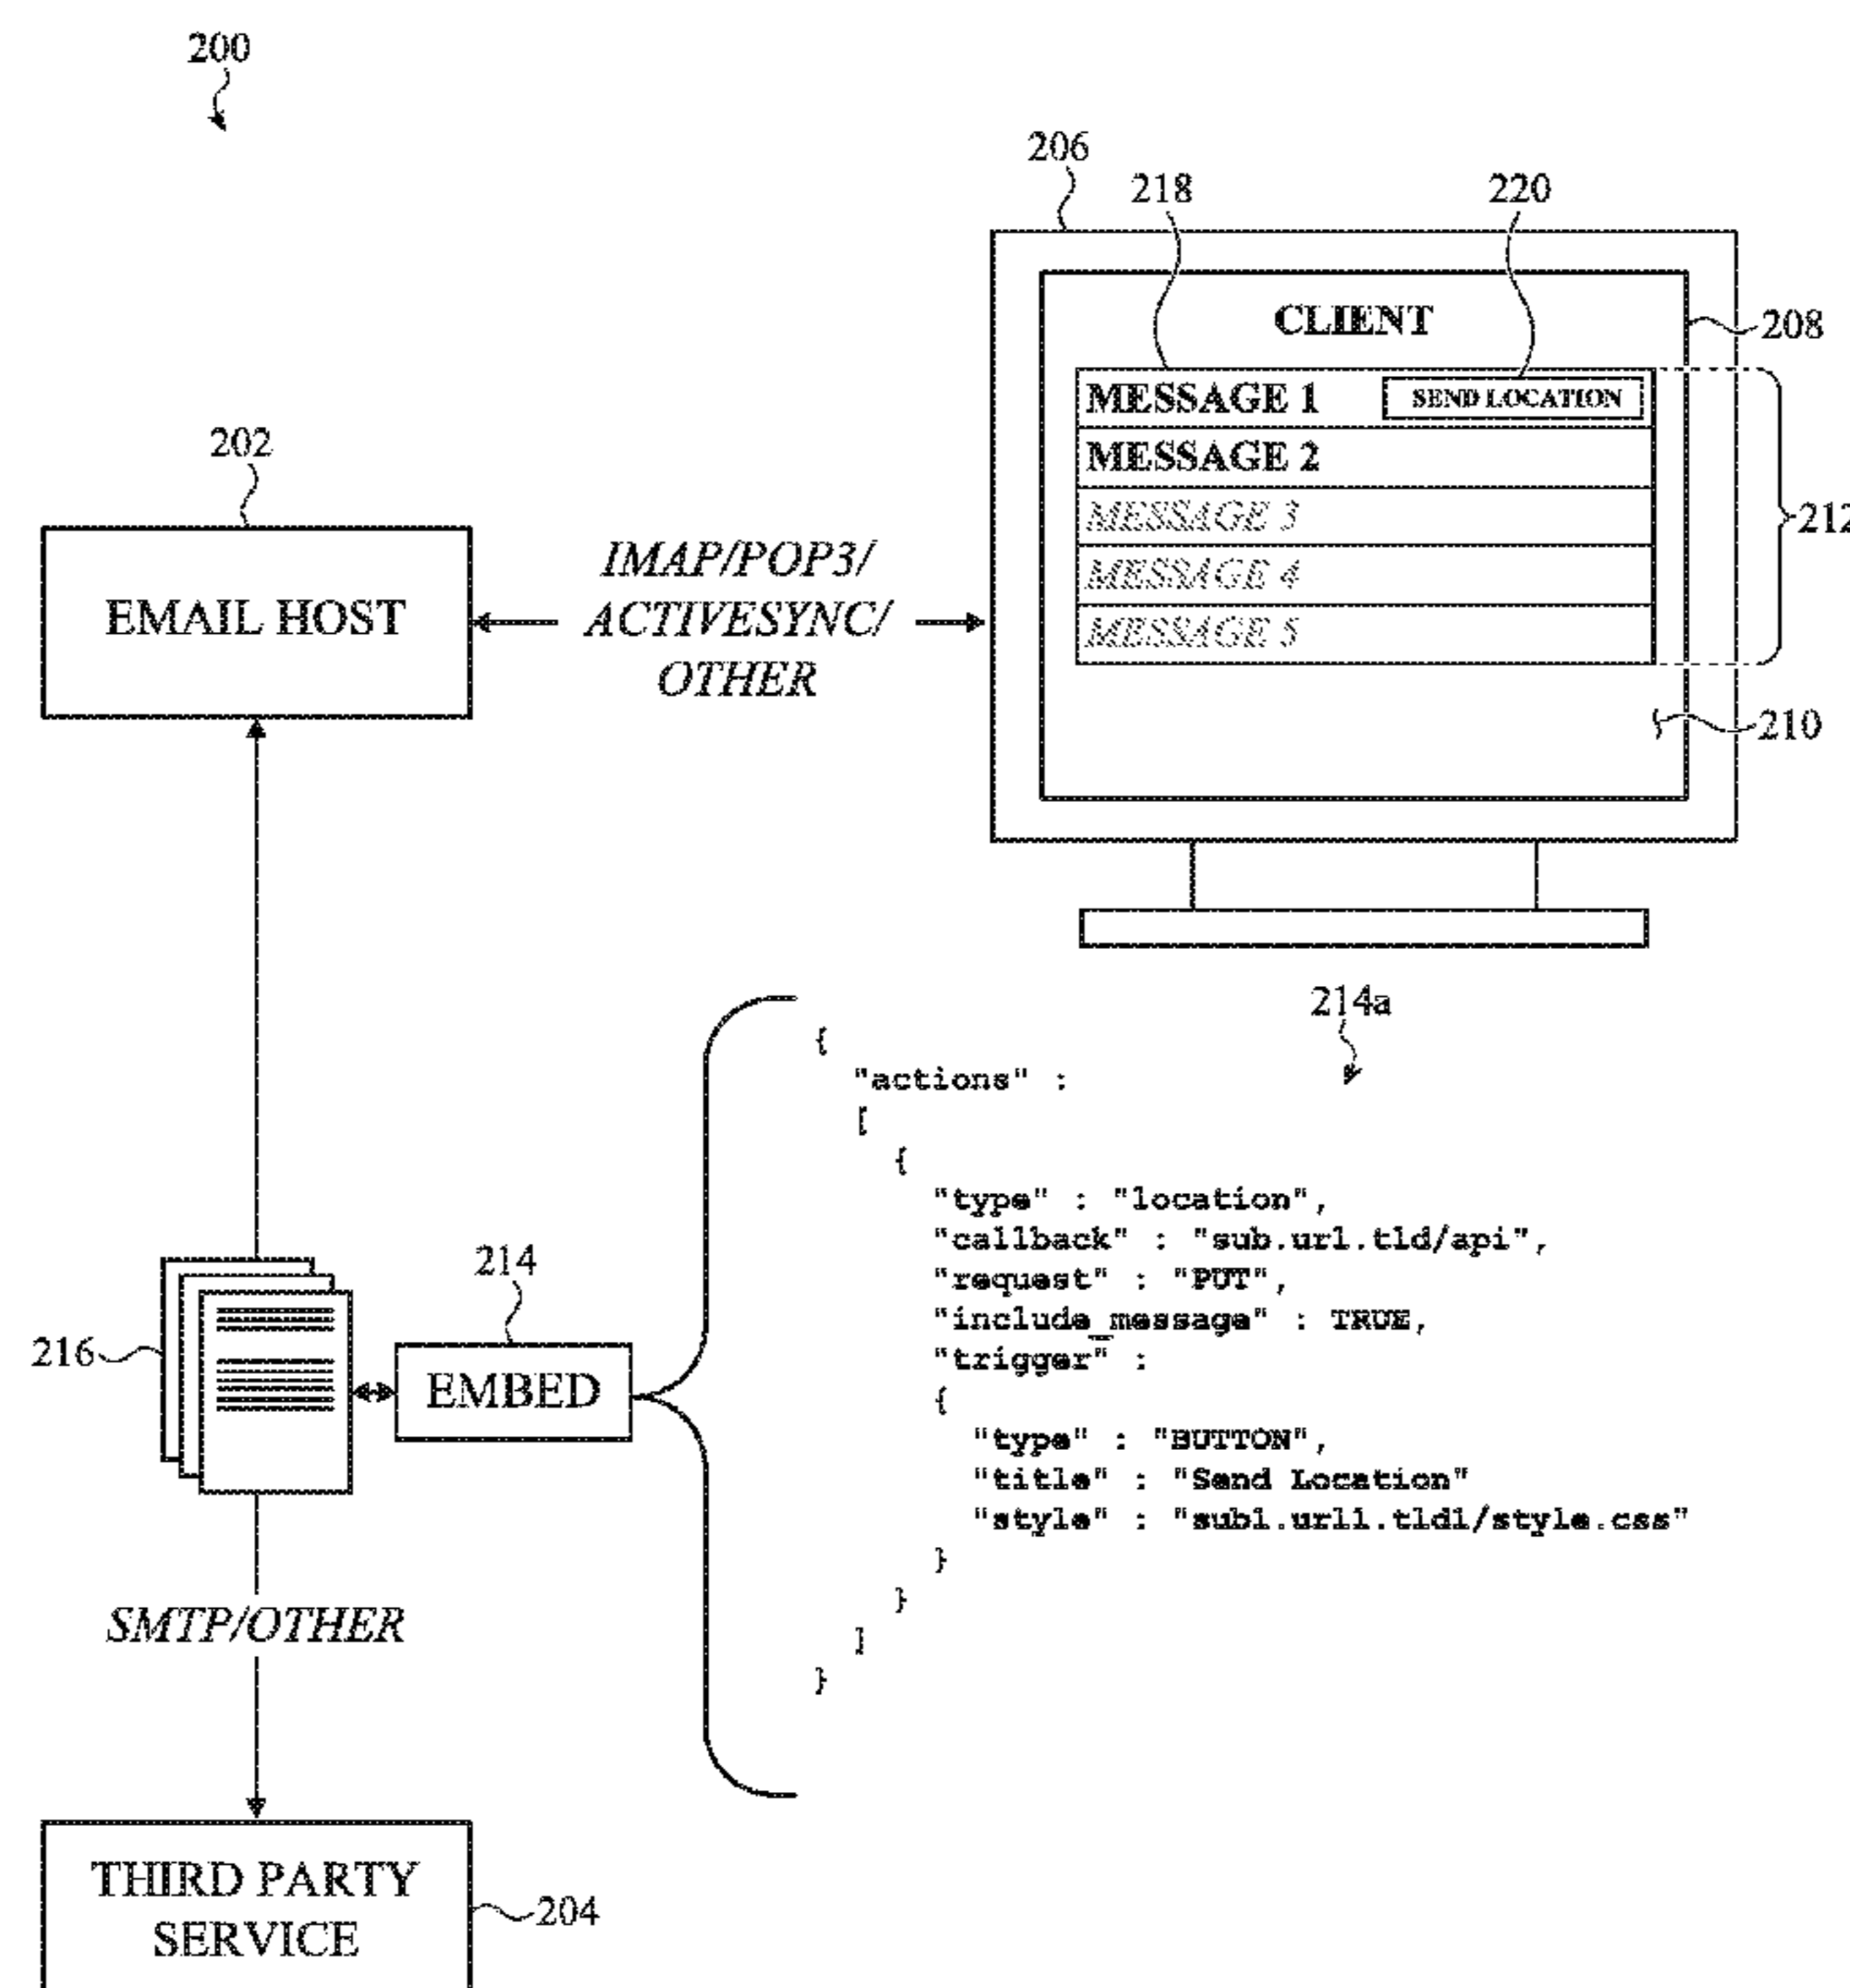 200
206
218
220
CLIENT
208
MESSAGE 1
SEND LOCATION
MESSAGE 2
MESSAGE 3
MESSAGE 4
MESSAGE 5
212
210
202
EMAIL HOST
IMAP/POP3/
ACTIVESYNC/
OTHER
214a
{
"actions" :
[
{
"type" : "location",
"callback" : "sub.url.tld/api",
"request" : "PUT",
"include_message" : TRUE,
"trigger" :
{
"type" : "BUTTON",
"title" : "Send Location"
"style" : "sub1.url1.tld1/style.css"
}
}
]
}
214
EMBED
216
SMTP/OTHER
THIRD PARTY
SERVICE
204